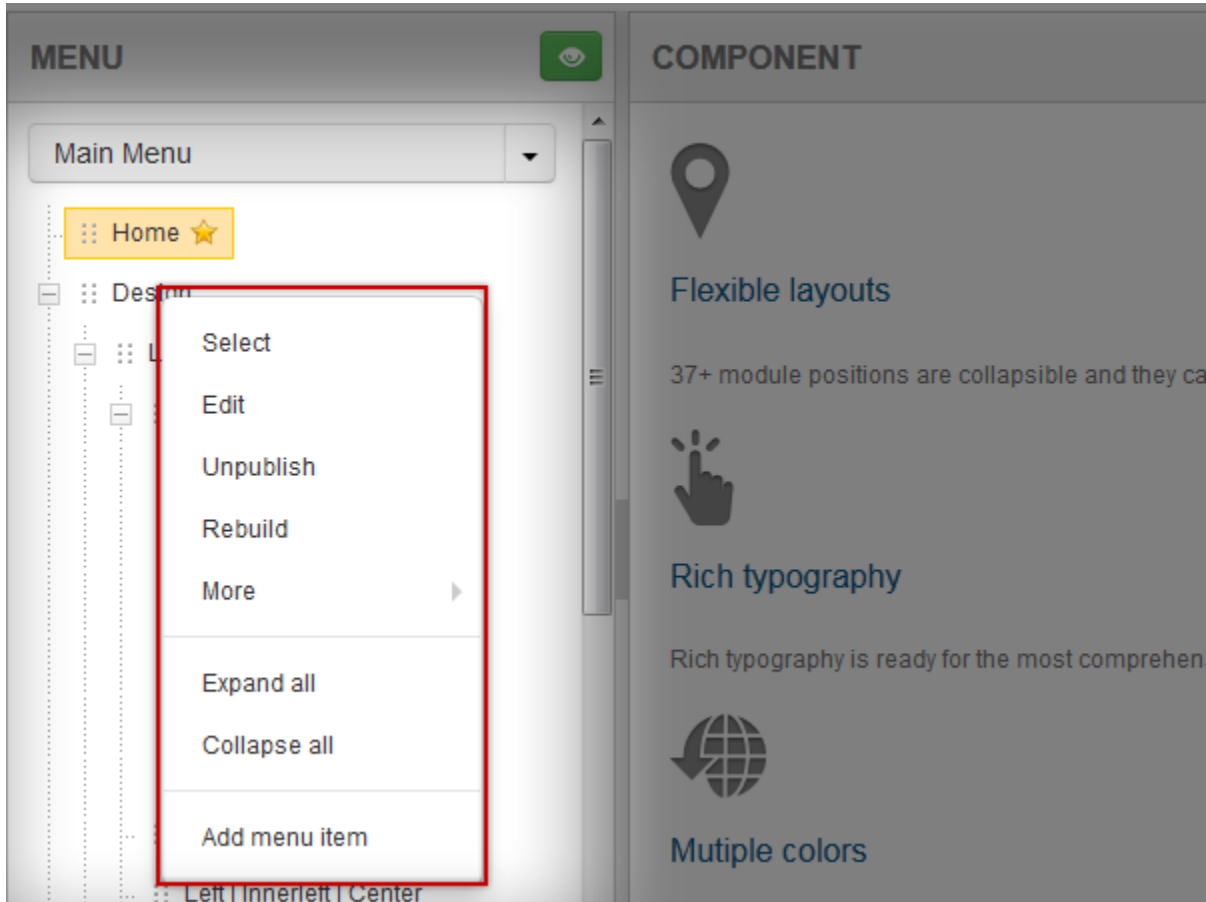 MENU
COMPONENT
Main Menu
Home
Design
Select
Edit
Unpublish
Rebuild
More
Expand all
Collapse all
Add menu item
Left | Innerleft | Center
Flexible layouts
37+ module positions are collapsible and they
Rich typography
Rich typography is ready for the most
Mutiple colors